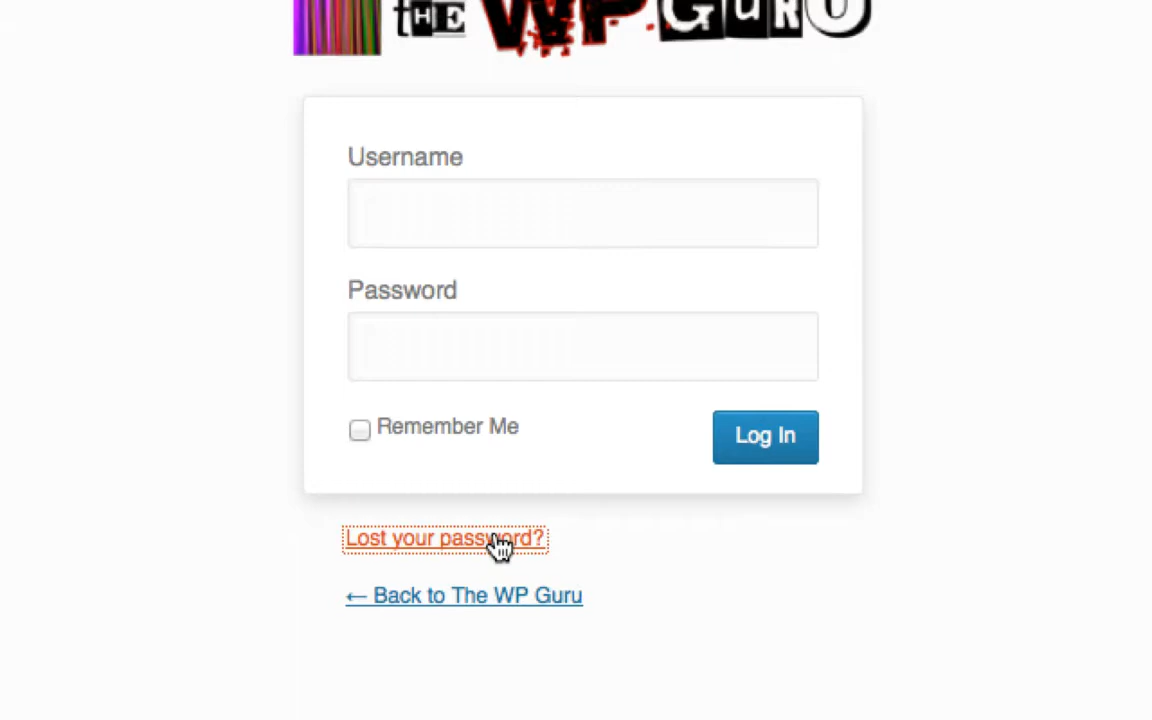 the WP GURU
Username
Password
Remember Me
Log In
Lost your password?
← Back to The WP Guru